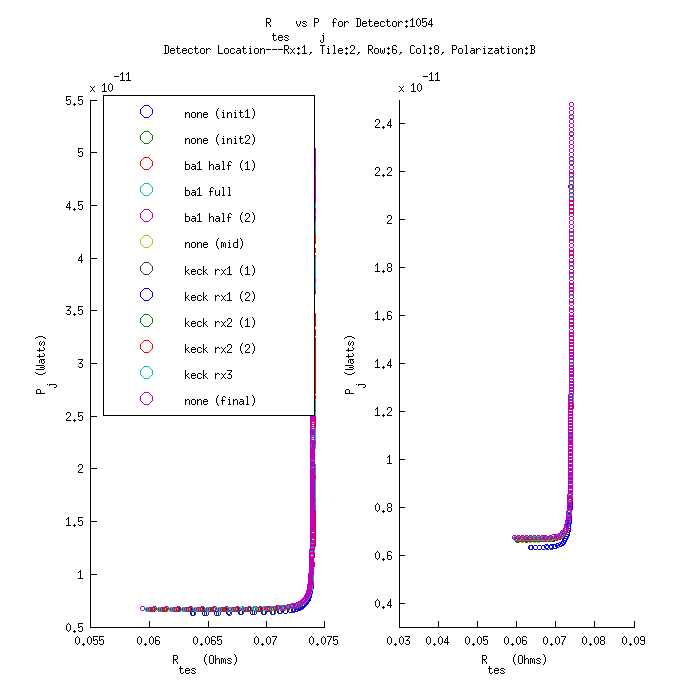 R_tes vs P_j for Detector:1054
Detector Location---Rx:1, Tile:2, Row:6, Col:8, Polarization:B
x 10^-11
5.5
5
4.5
4
3.5
3
2.5
2
1.5
1
0.5
P_j (Watts)
0.055 0.06 0.065 0.07 0.075
R_tes (Ohms)
none (init1)
none (init2)
ba1 half (1)
ba1 full
ba1 half (2)
none (mid)
keck rx1 (1)
keck rx1 (2)
keck rx2 (1)
keck rx2 (2)
keck rx3
none (final)
x 10^-11
2.4
2.2
2
1.8
1.6
1.4
1.2
1
0.8
0.6
0.4
P_j (Watts)
0.03 0.04 0.05 0.06 0.07 0.08 0.09
R_tes (Ohms)